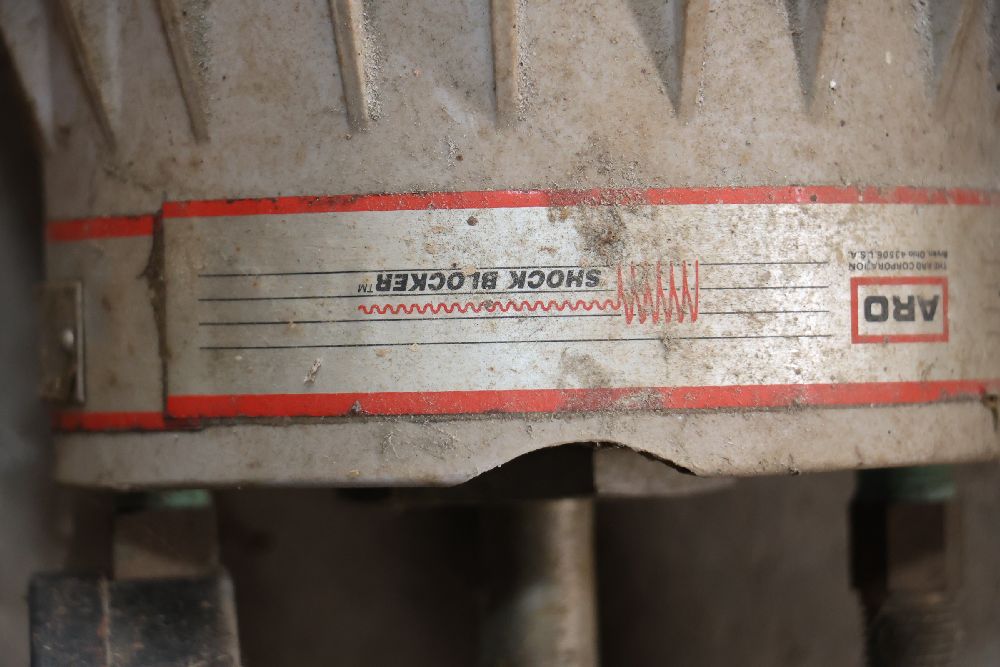 ARO
THE ARO CORPORATION
Bryan, Ohio 43506, U.S.A.
SHOCK BLOCKER™